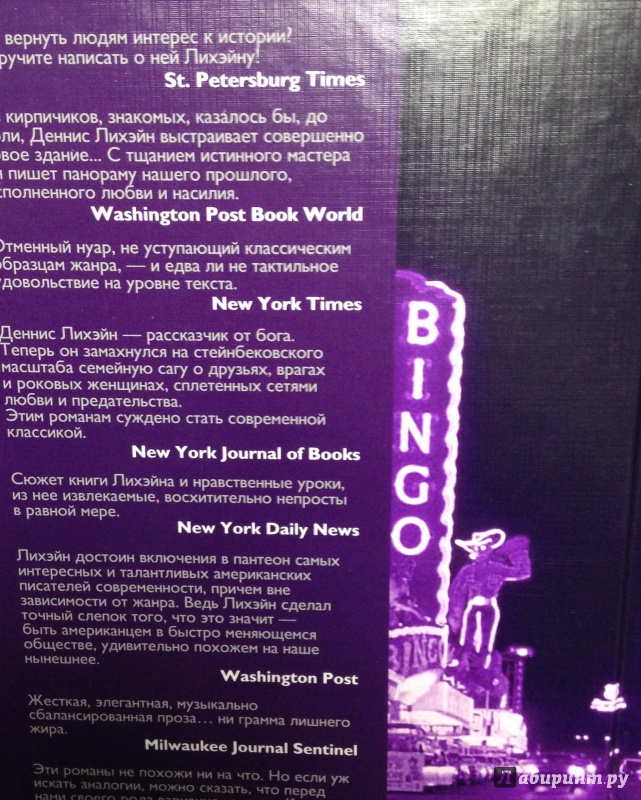 вернуть людям интерес к истории?
ручите написать о ней Лихэйну!
St. Petersburg Times
кирпичиков, знакомых, казалось бы, до
ли, Деннис Лихэйн выстраивает совершенно
вое здание... С тщанием истинного мастера
н пишет панораму нашего прошлого,
сполненного любви и насилия.
Washington Post Book World
Отменный нуар, не уступающий классическим
образцам жанра, — и едва ли не тактильное
удовольствие на уровне текста.
New York Times
Деннис Лихэйн — рассказчик от бога.
Теперь он замахнулся на стейнбековского
масштаба семейную сагу о друзьях, врагах
и роковых женщинах, сплетенных сетями
любви и предательства.
Этим романам суждено стать современной
классикой.
New York Journal of Books
Сюжет книги Лихэйна и нравственные уроки,
из нее извлекаемые, восхитительно непросты
в равной мере.
New York Daily News
Лихэйн достоин включения в пантеон самых
интересных и талантливых американских
писателей современности, причем вне
зависимости от жанра. Ведь Лихэйн сделал
точный слепок того, что это значит —
быть американцем в быстро меняющемся
обществе, удивительно похожем на наше
нынешнее.
Washington Post
Жесткая, элегантная, музыкально
сбалансированная проза... ни грамма лишнего
жира.
Milwaukee Journal Sentinel
Эти романы не похожи ни на что. Но если уж
искать аналогии, можно сказать, что перед
нами своего рода
BINGO
BINGO
Лабиринт.ру